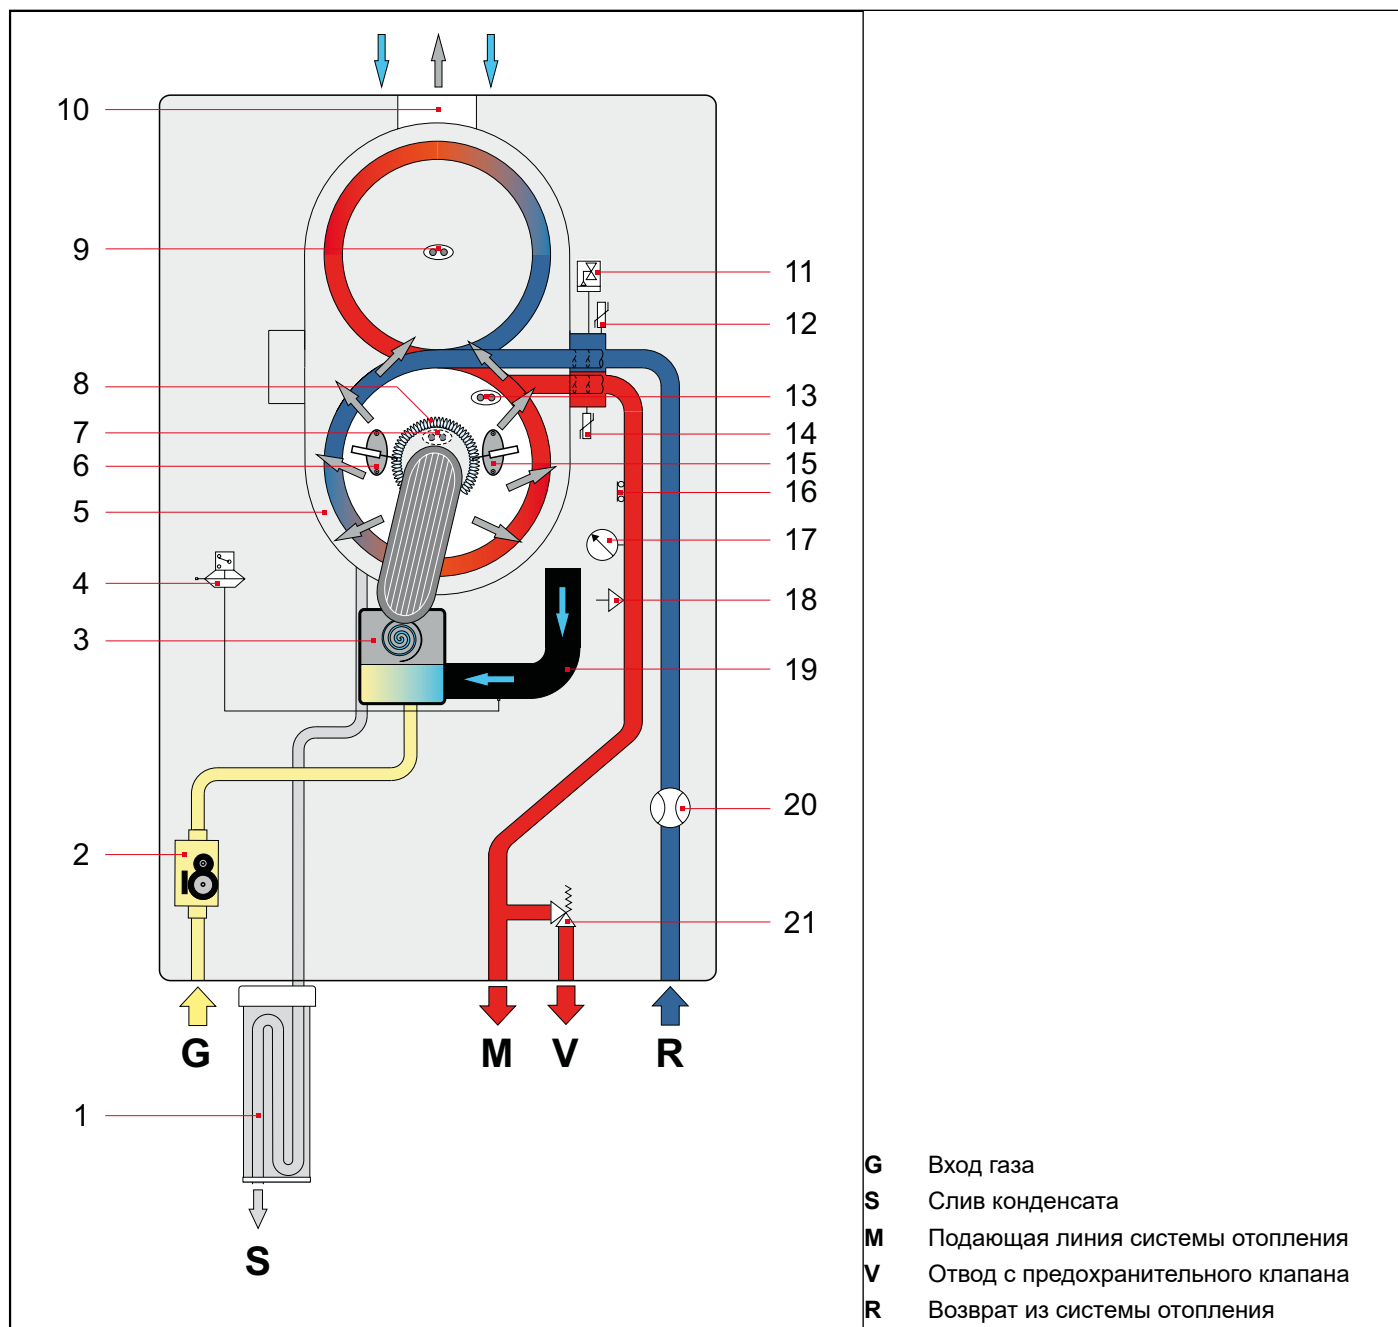 10
9
8
7
6
5
4
3
2
1
11
12
13
14
15
16
17
18
19
20
21
G
M
V
R
S
G Вход газа
S Слив конденсата
M Подающая линия системы отопления
V Отвод с предохранительного клапана
R Возврат из системы отопления